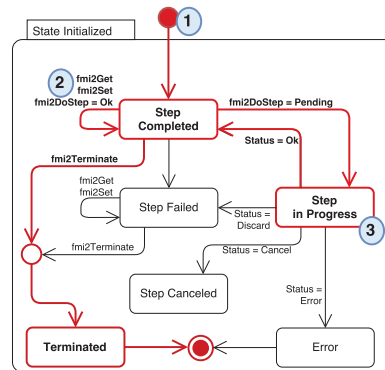 1
State Initialized
2
fmi2Get
fmi2Set
fmi2DoStep = Ok
Step
Completed
fmi2DoStep = Pending
Status = Ok
fmi2Terminate
fmi2Get
fmi2Set
Step Failed
Status =
Discard
Step
in Progress
3
fmi2Terminate
Status = Cancel
Step Canceled
Status =
Error
Terminated
Error